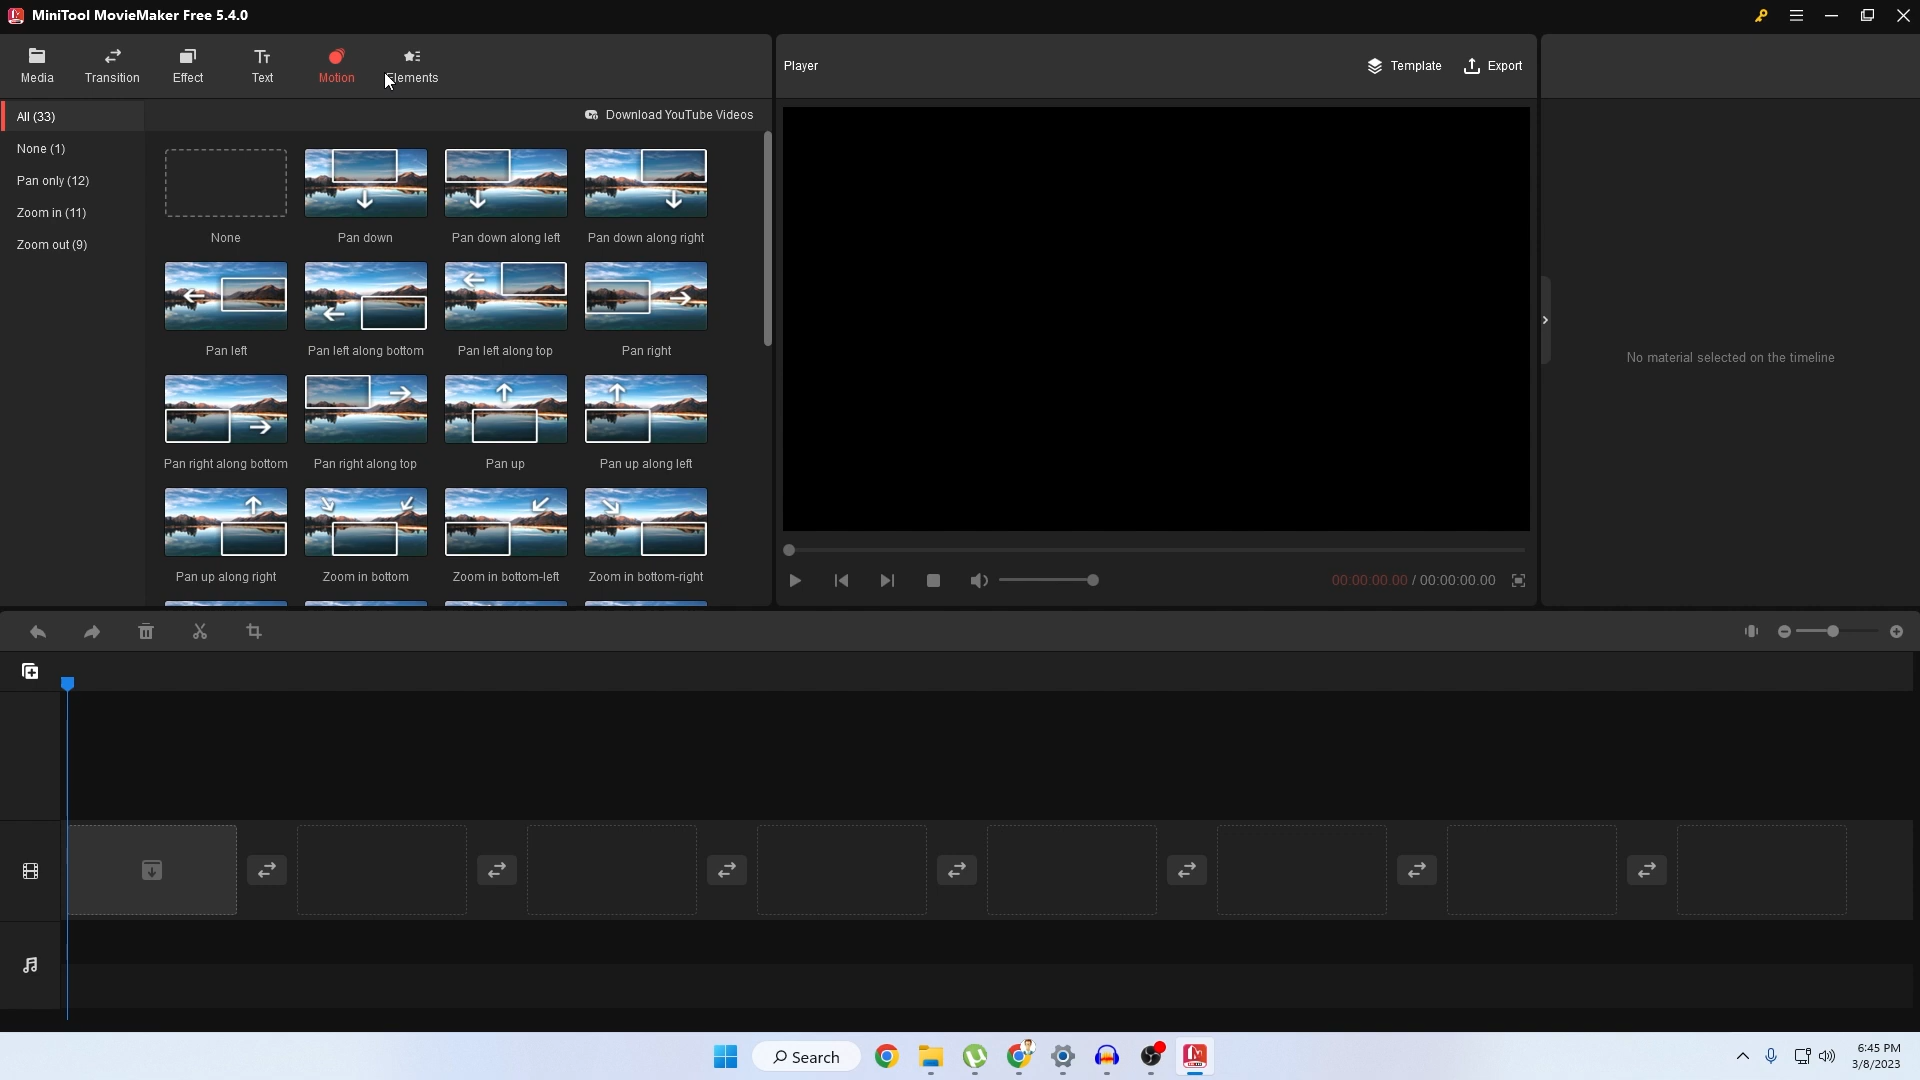 MiniTool MovieMaker Free 5.4.0
Media
Transition
Effect
Text
Motion
Elements
Player
Template
Export
All (33)
None (1)
Pan only (12)
Zoom in (11)
Zoom out (9)
Download YouTube Videos
None
Pan down
Pan down along left
Pan down along right
Pan left
Pan left along bottom
Pan left along top
Pan right
Pan right along bottom
Pan right along top
Pan up
Pan up along left
Pan up along right
Zoom in bottom
Zoom in bottom-left
Zoom in bottom-right
No material selected on the timeline
00:00:00.00 / 00:00:00.00
Search
6:45 PM
3/8/2023